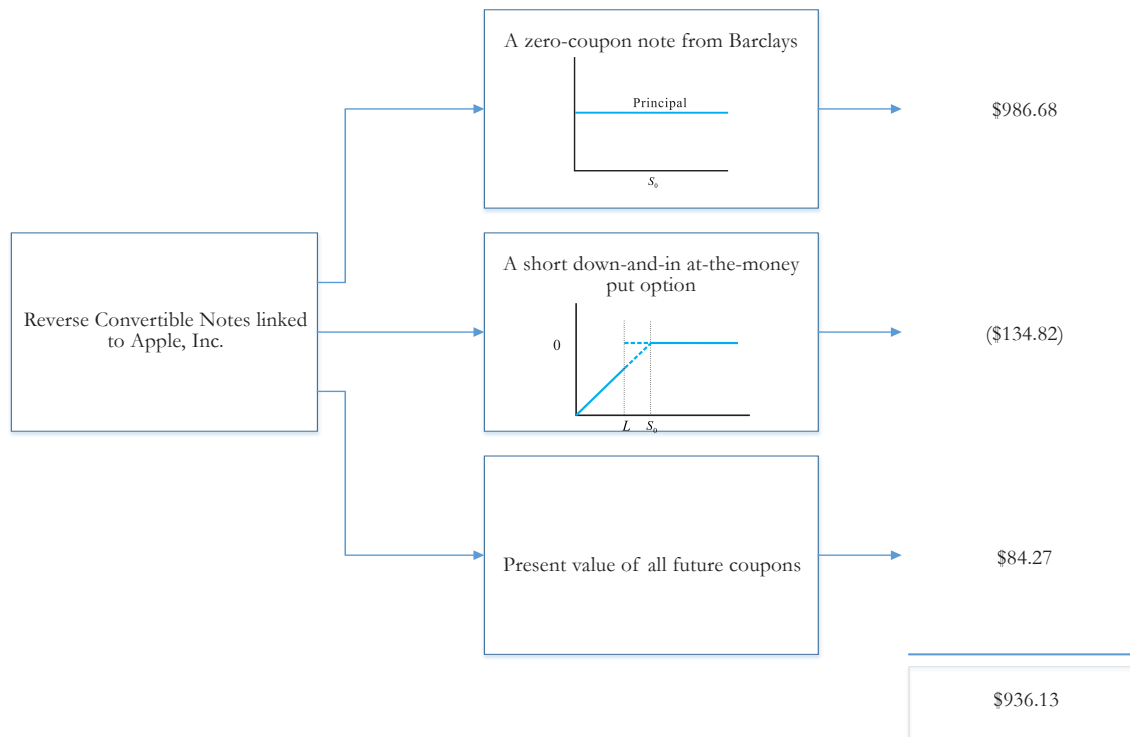 A zero-coupon note from Barclays
Principal
S₀
$986.68
Reverse Convertible Notes linked
to Apple, Inc.
A short down-and-in at-the-money
put option
0
L S₀
($134.82)
Present value of all future coupons
$84.27
$936.13